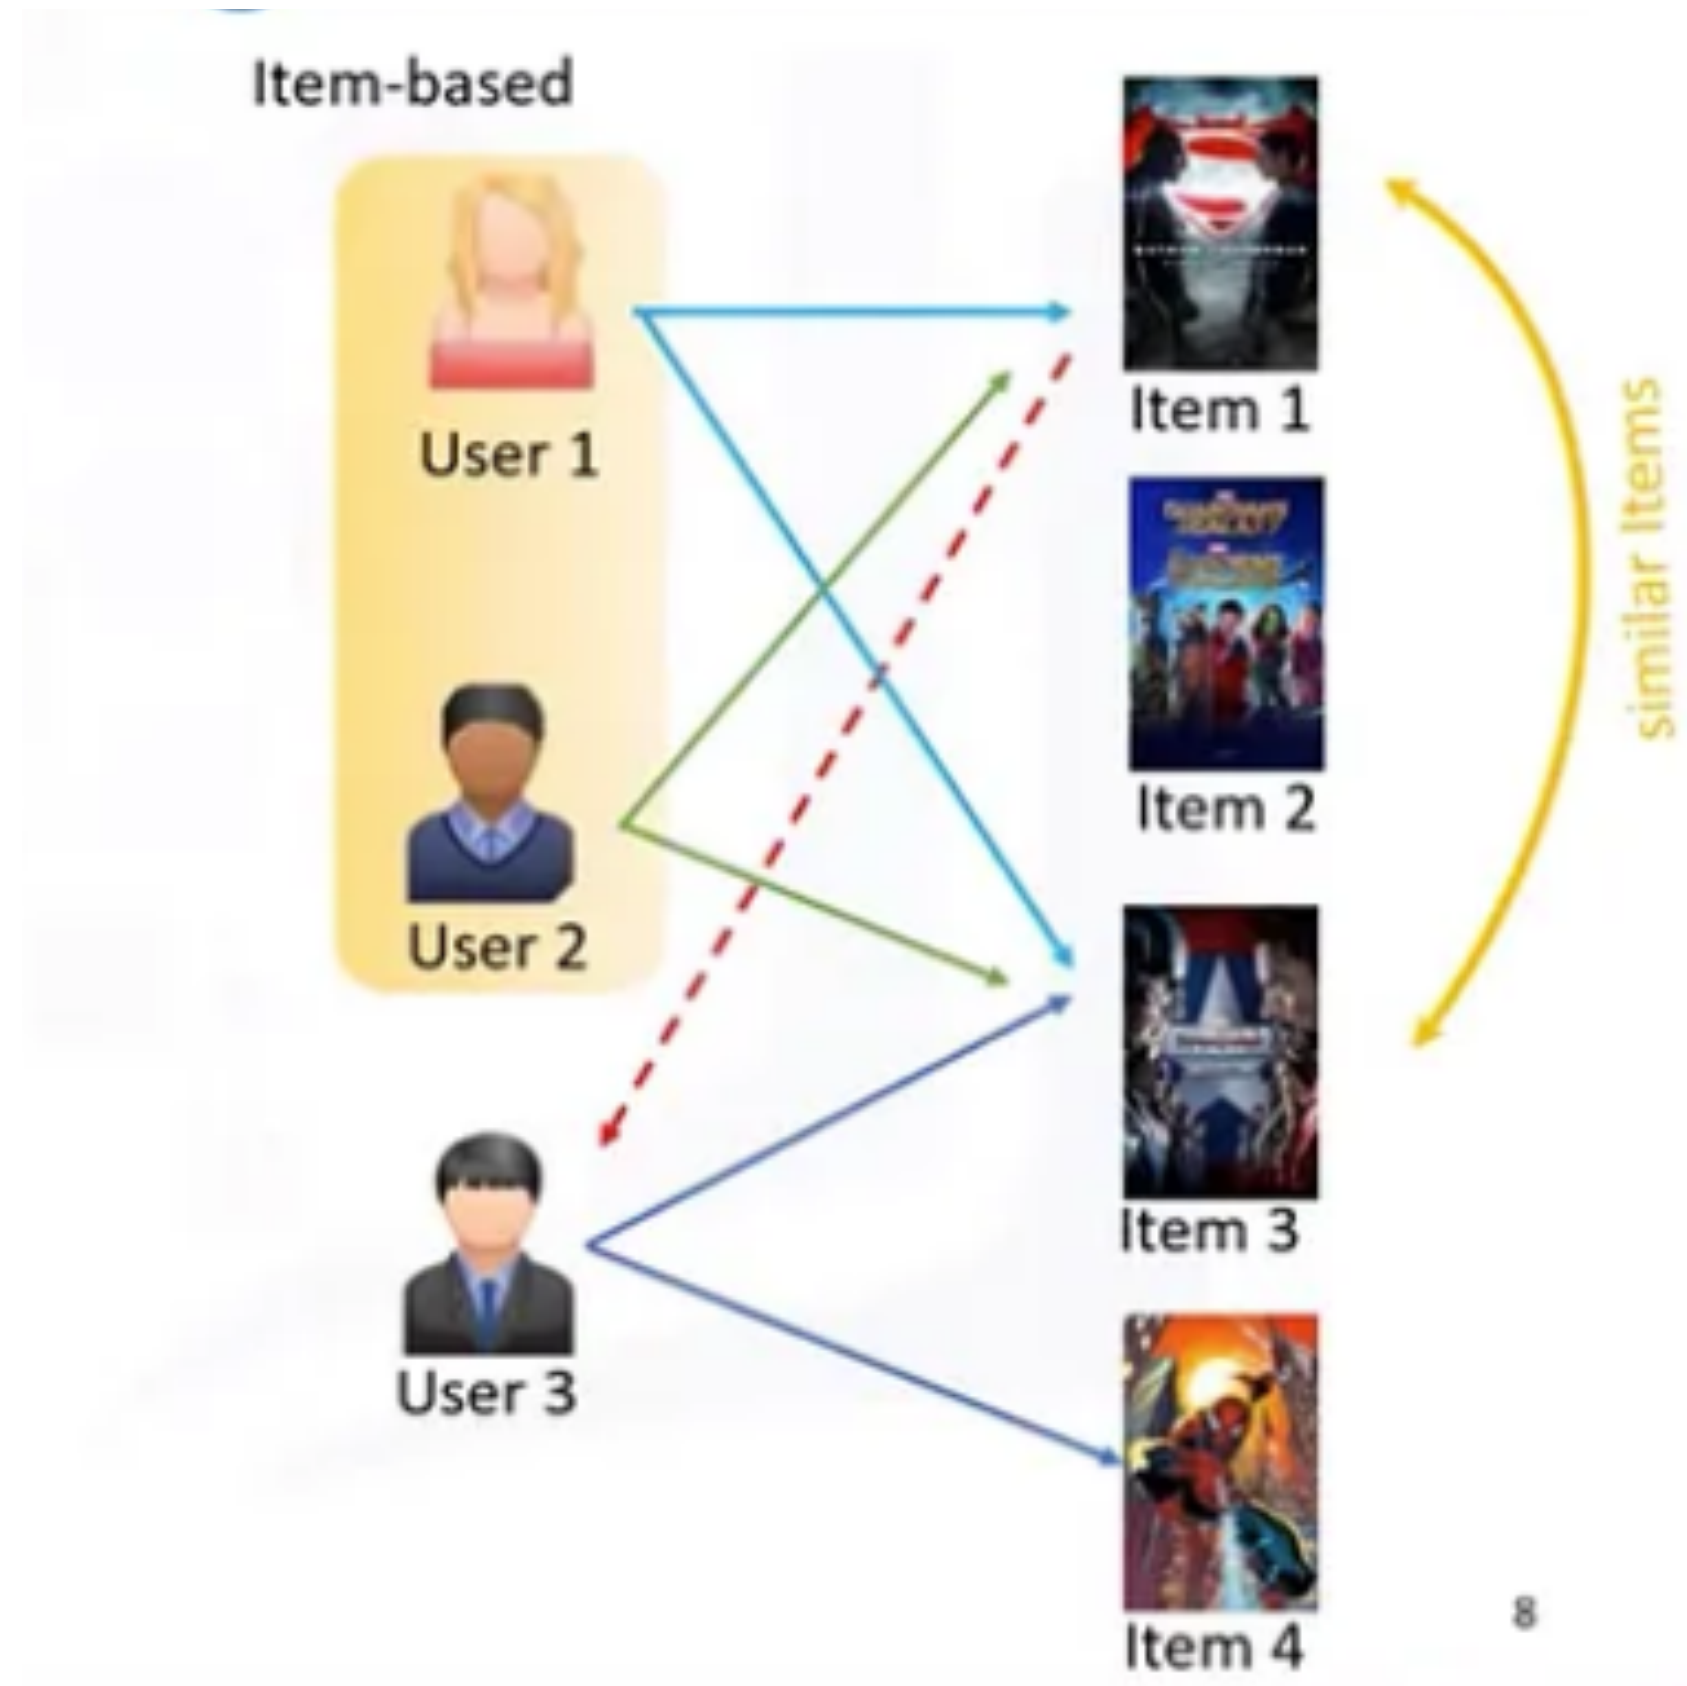 Item-based
User 1
User 2
User 3
Item 1
Item 2
Item 3
Item 4
similar Items
8